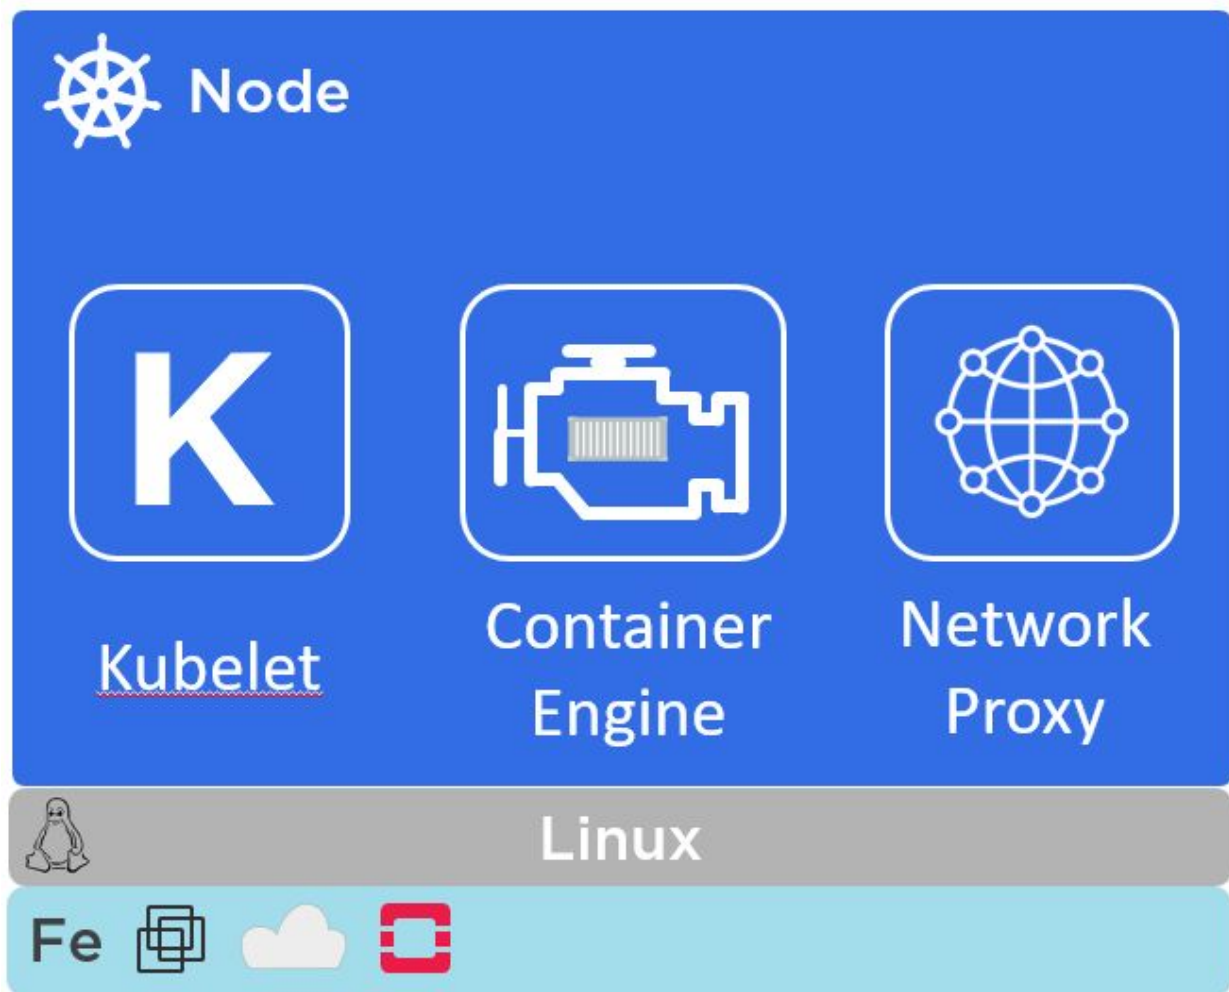 Node
K
Kubelet
Container
Engine
Network
Proxy
Linux
Fe